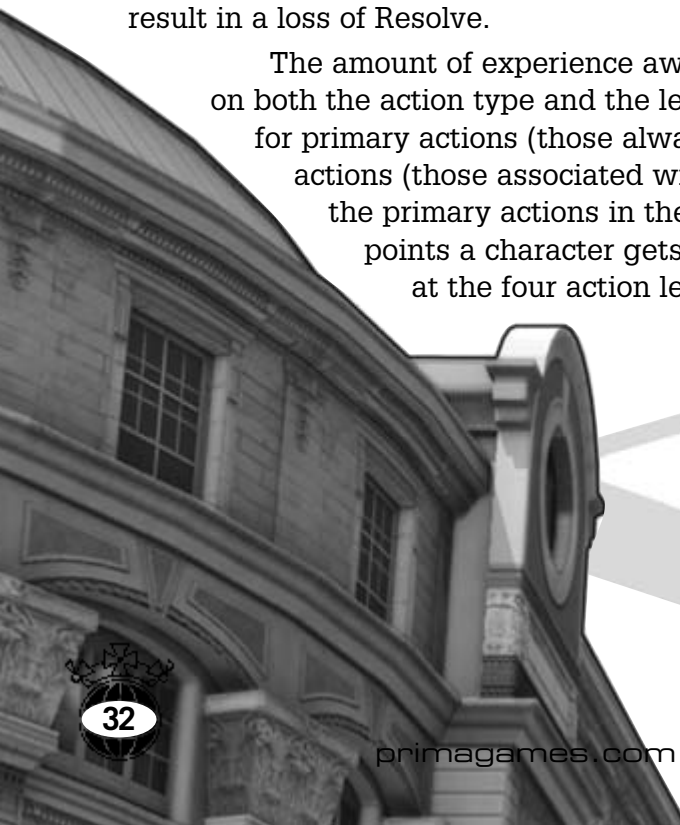 result in a loss of Resolve.
The amount of experience aw
on both the action type and the le
for primary actions (those alwa
actions (those associated wi
the primary actions in the
points a character gets
at the four action le
32
primagames.com